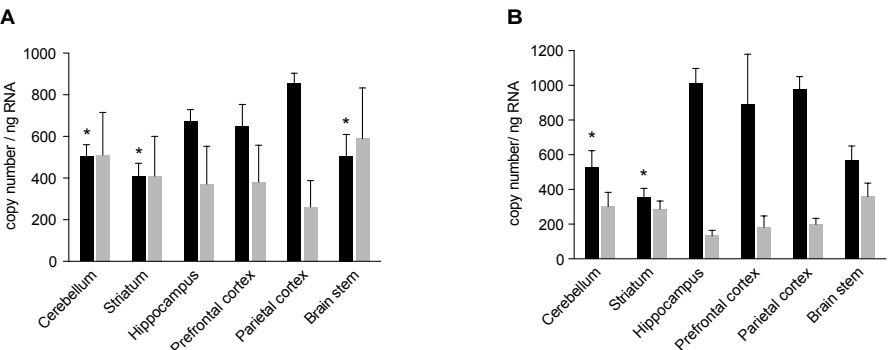 A
1000
800
600
400
200
0
copy number/ ng RNA
*
*
*
Cerebellum
Striatum
Hippocampus
Prefrontal cortex
Parietal cortex
Brain stem
B
1200
1000
800
600
400
200
0
copy number/ ng RNA
*
*
Cerebellum
Striatum
Hippocampus
Prefrontal cortex
Parietal cortex
Brain stem